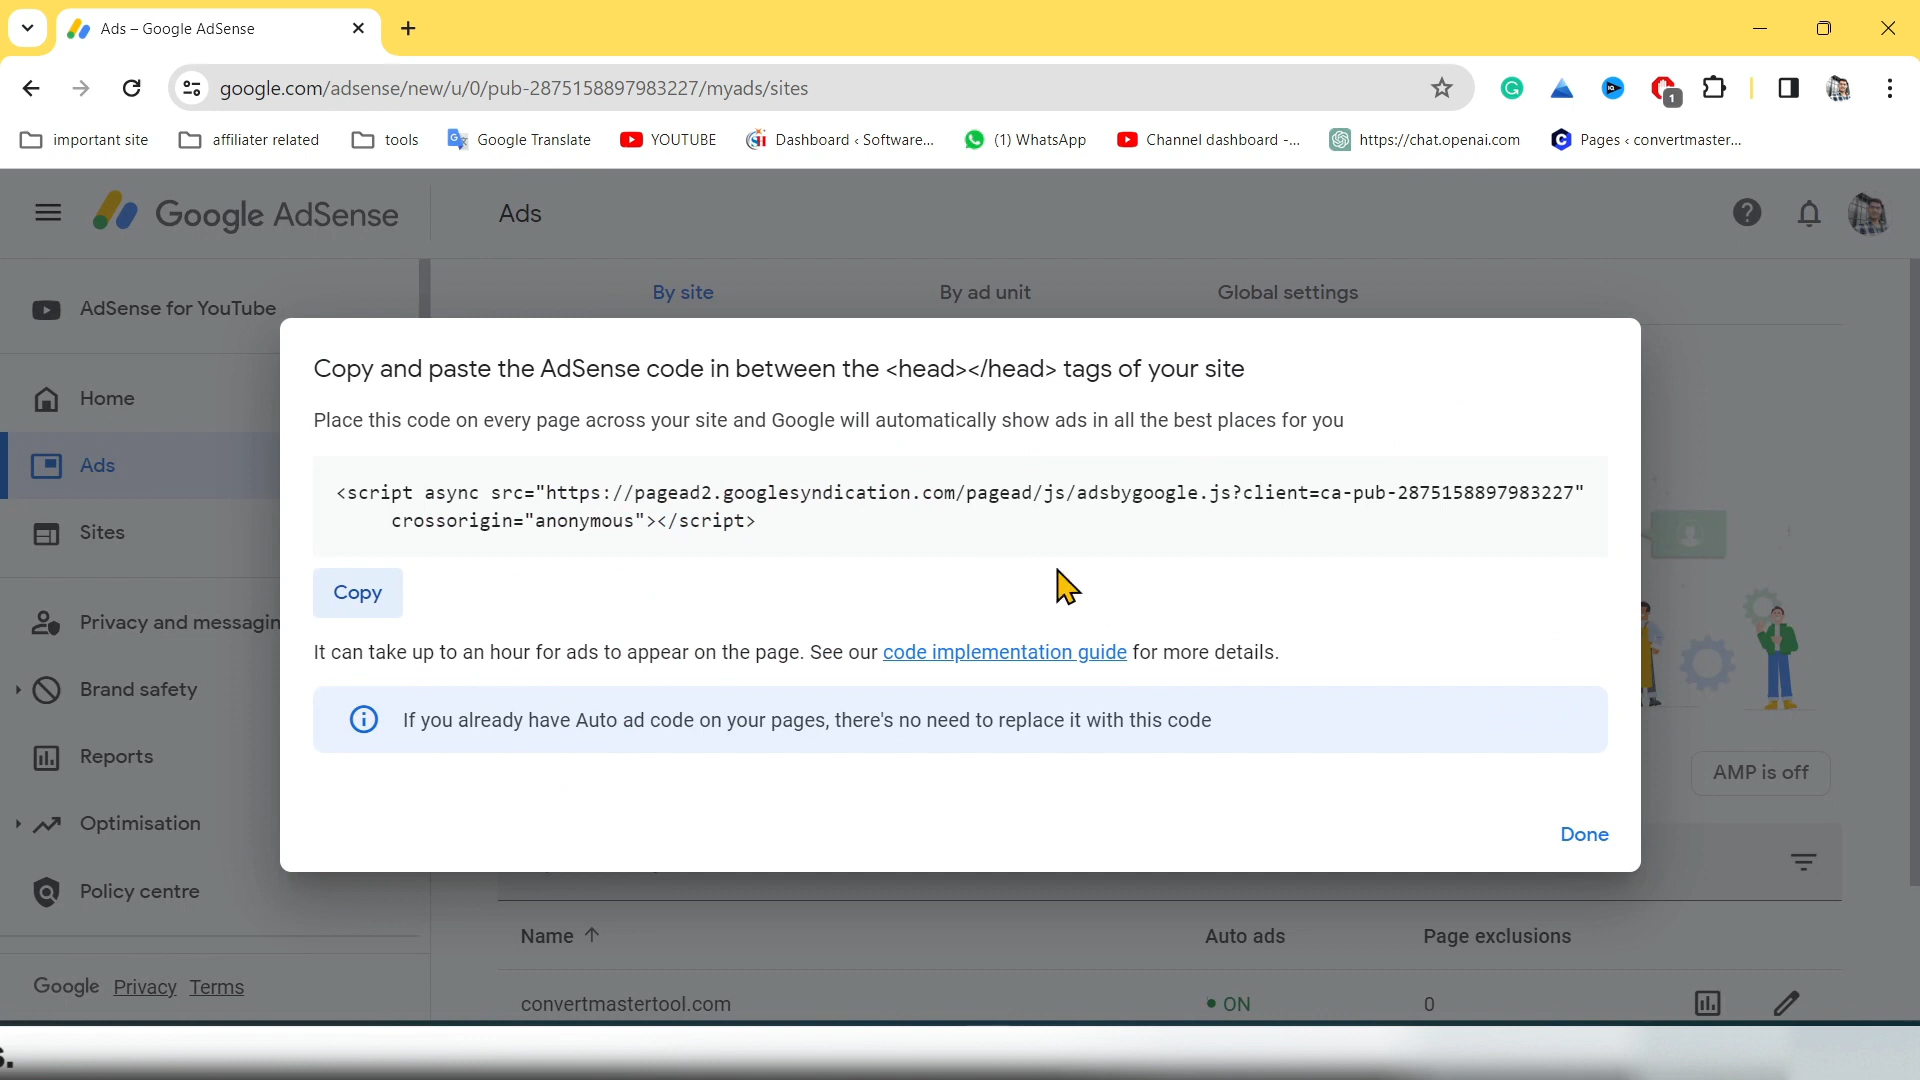 Ads – Google AdSense
google.com/adsense/new/u/0/pub-2875158897983227/myads/sites
1
important site
affiliater related
tools
Google Translate
YOUTUBE
Dashboard ‹ Software...
(1) WhatsApp
Channel dashboard -...
https://chat.openai.com
Pages ‹ convertmaster...
Google AdSense
Ads
By site
By ad unit
Global settings
AdSense for YouTube
Home
Ads
Sites
Privacy and messagin
Brand safety
Reports
Optimisation
Policy centre
Google Privacy Terms
Copy and paste the AdSense code in between the <head></head> tags of your site
Place this code on every page across your site and Google will automatically show ads in all the best places for you
<script async src="https://pagead2.googlesyndication.com/pagead/js/adsbygoogle.js?client=ca-pub-2875158897983227"
crossorigin="anonymous"></script>
Copy
It can take up to an hour for ads to appear on the page. See our code implementation guide for more details.
If you already have Auto ad code on your pages, there's no need to replace it with this code
Done
AMP is off
Name
Auto ads
Page exclusions
convertmastertool.com
ON
0